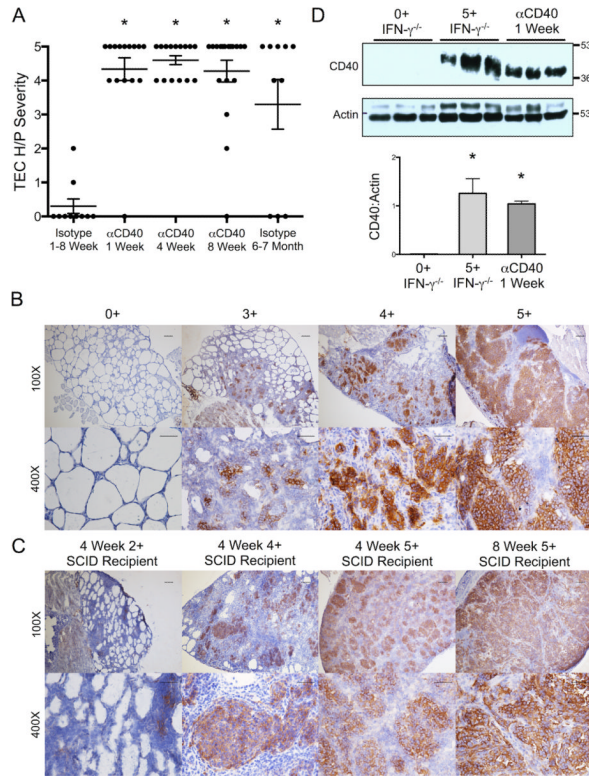 A
* * * *
TEC H/P Severity
5
4
3
2
1
0
Isotype
1-8 Week
αCD40
1 Week
αCD40
4 Week
αCD40
8 Week
Isotype
6-7 Month
D
0+
IFN-γ-/-
5+
IFN-γ-/-
αCD40
1 Week
CD40
53
36
Actin
53
* *
CD40:Actin
2
1
0
0+
IFN-γ-/-
5+
IFN-γ-/-
αCD40
1 Week
B
0+ 3+ 4+ 5+
100X
400X
C
4 Week 2+
SCID Recipient
4 Week 4+
SCID Recipient
4 Week 5+
SCID Recipient
8 Week 5+
SCID Recipient
100X
400X